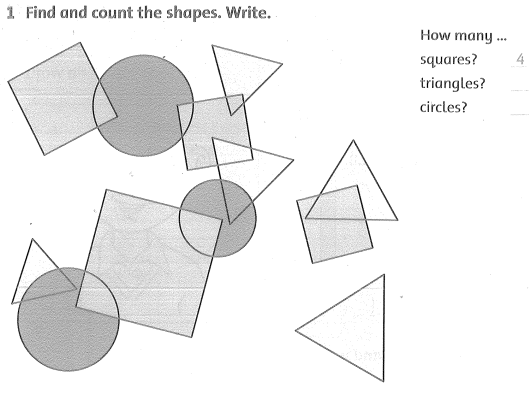 1 Find and count the shapes. Write.
How many ...
squares? 4
triangles?
circles?